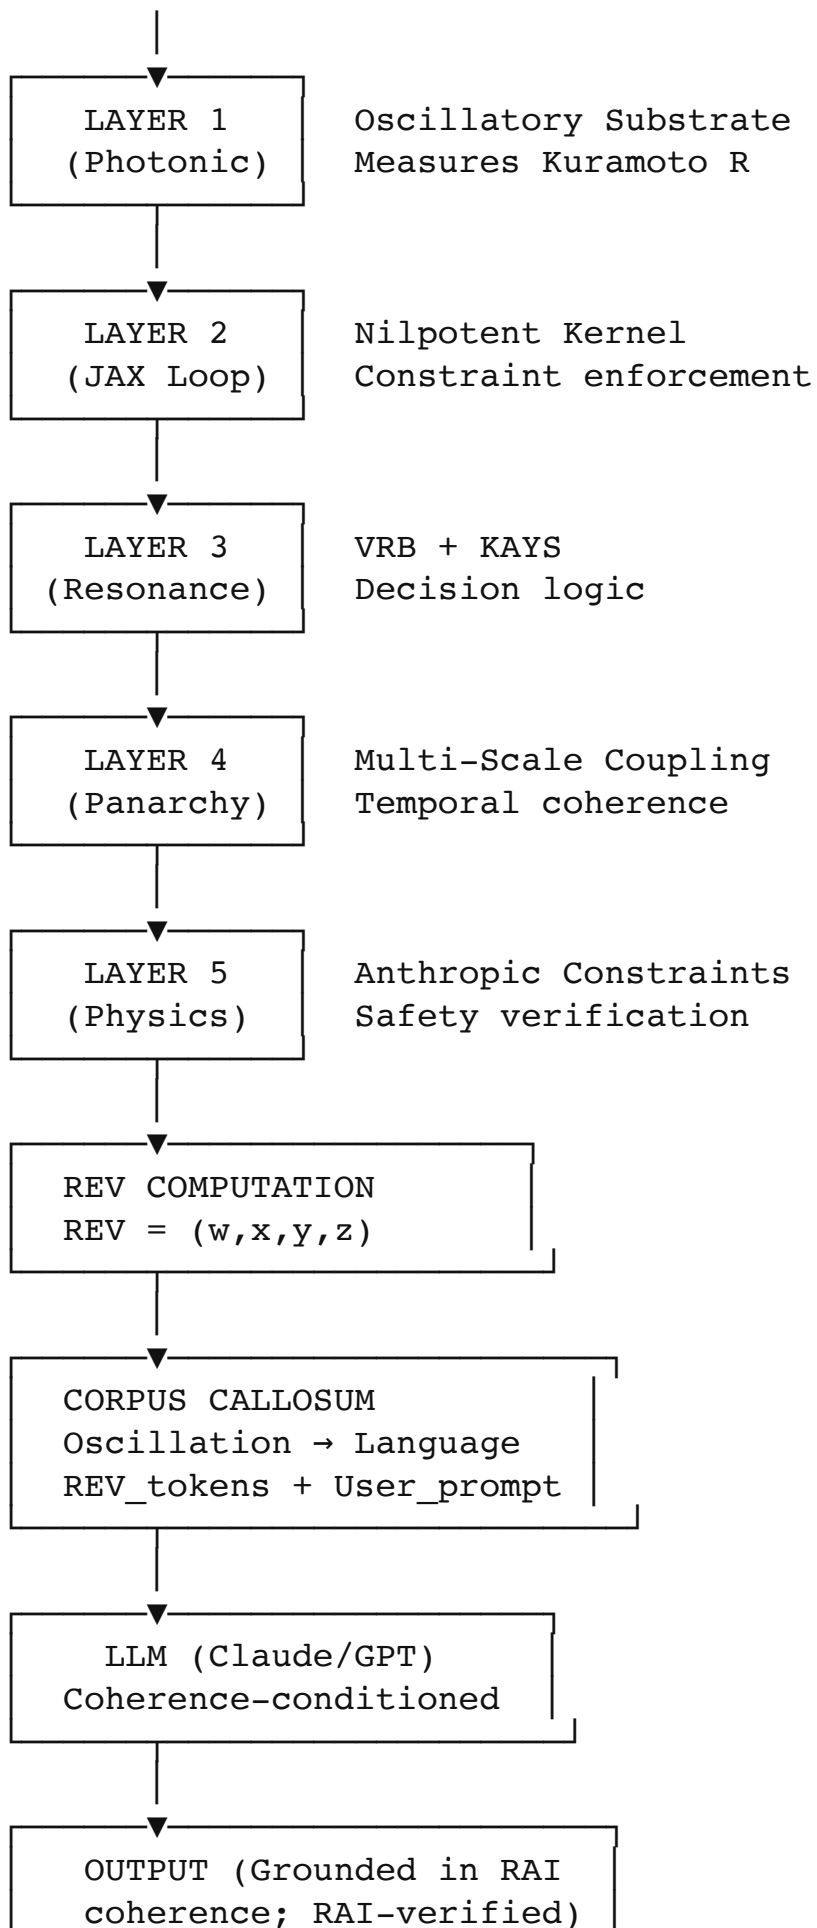 LAYER 1 Oscillatory Substrate
(Photonic) Measures Kuramoto R
LAYER 2 Nilpotent Kernel
(JAX Loop) Constraint enforcement
LAYER 3 VRB + KAYS
(Resonance) Decision logic
LAYER 4 Multi-Scale Coupling
(Panarchy) Temporal coherence
LAYER 5 Anthropic Constraints
(Physics) Safety verification
REV COMPUTATION
REV = (w,x,y,z)
CORPUS CALLOSUM
Oscillation → Language
REV_tokens + User_prompt
LLM (Claude/GPT)
Coherence-conditioned
OUTPUT (Grounded in RAI
coherence; RAI-verified)